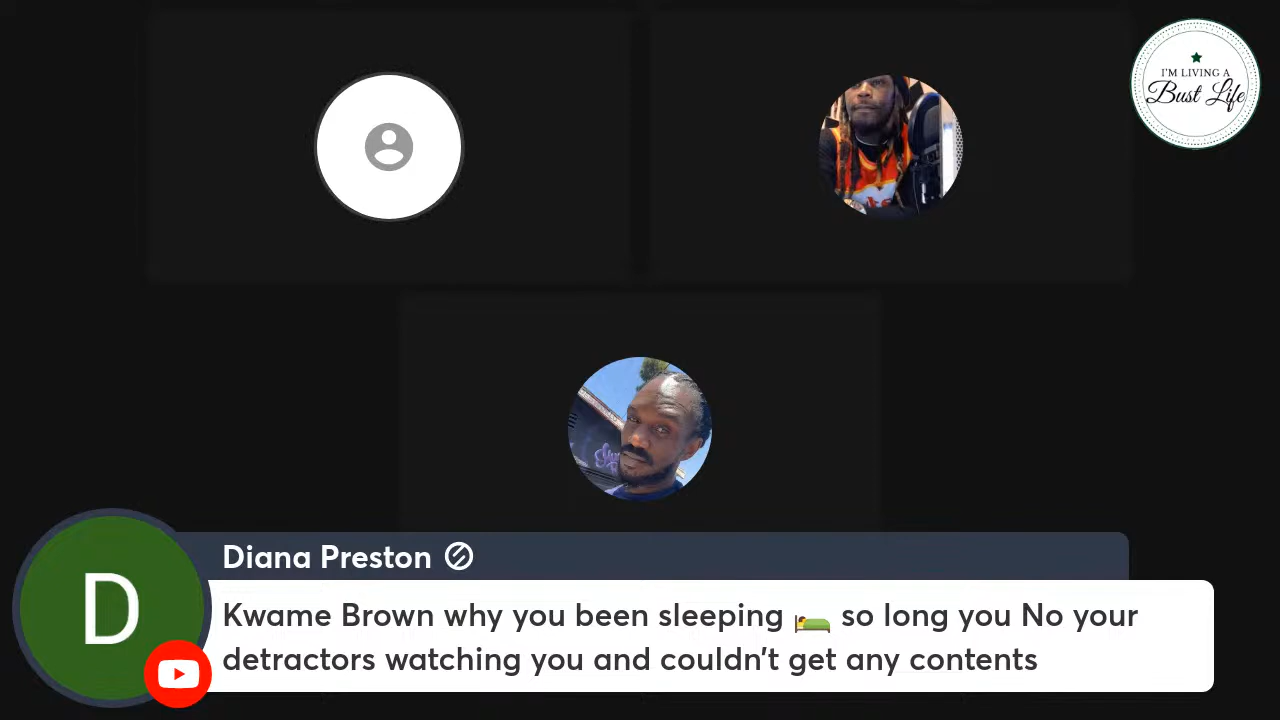 I'M LIVING A
Bust Life
D
Diana Preston
Kwame Brown why you been sleeping 🛌 so long you No your
detractors watching you and couldn't get any contents